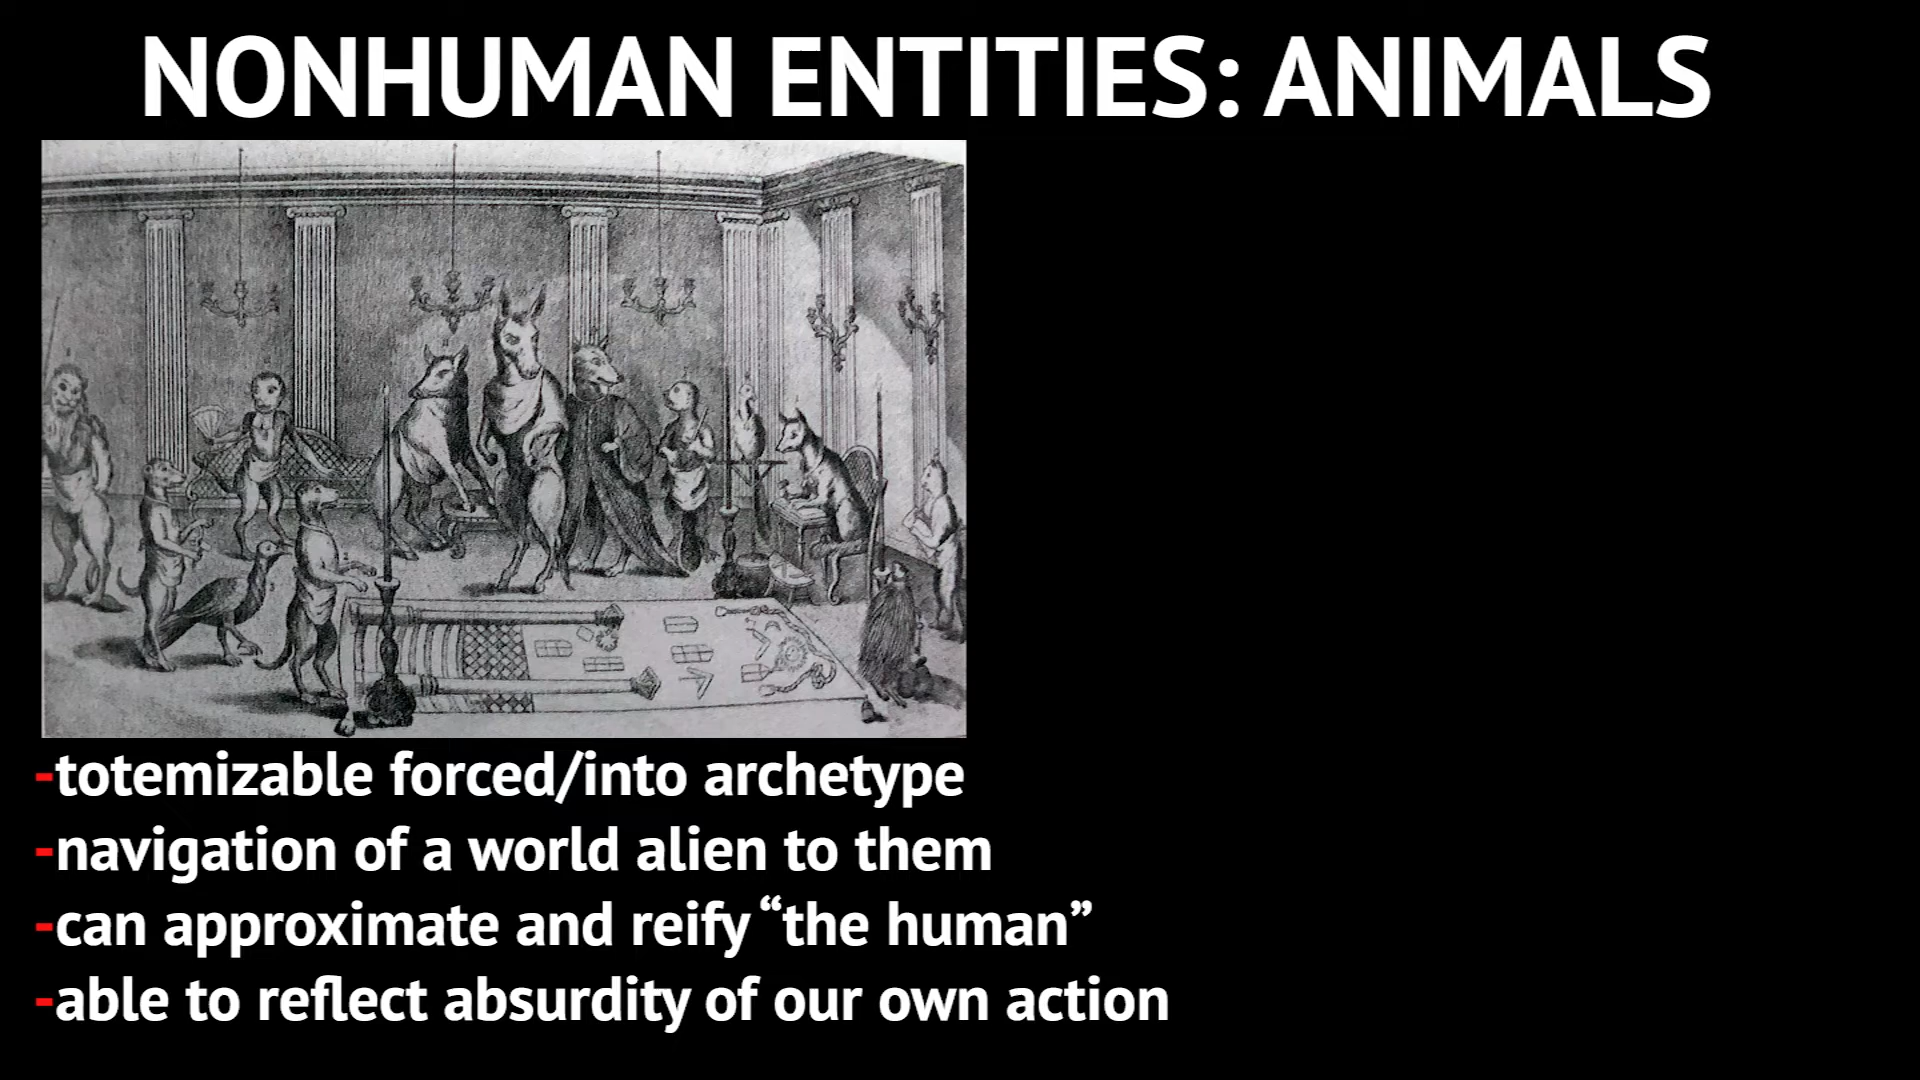 NONHUMAN ENTITIES: ANIMALS
-totemizable forced/into archetype
-navigation of a world alien to them
-can approximate and reify “the human”
-able to reflect absurdity of our own action